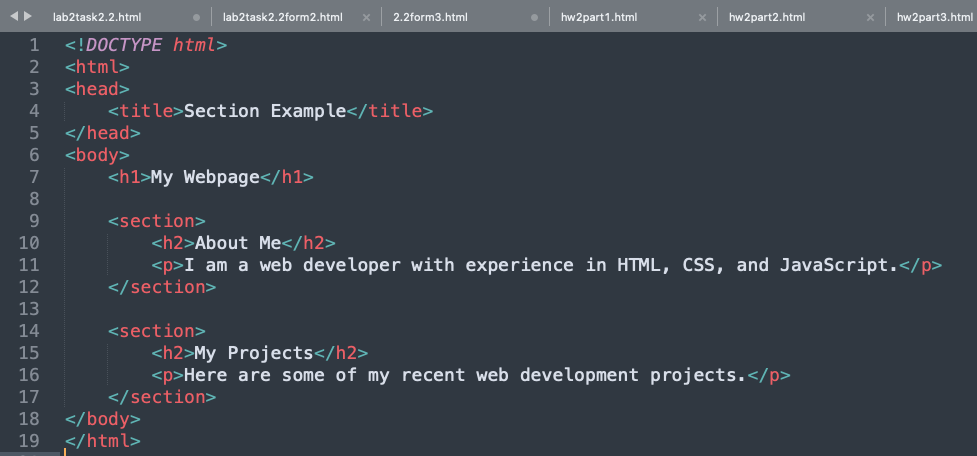 lab2task2.2.html lab2task2.2form2.html 2.2form3.html hw2part1.html hw2part2.html hw2part3.html
1 <!DOCTYPE html>
2 <html>
3 <head>
4     <title>Section Example</title>
5 </head>
6 <body>
7     <h1>My Webpage</h1>
8
9     <section>
10         <h2>About Me</h2>
11         <p>I am a web developer with experience in HTML, CSS, and JavaScript.</p>
12     </section>
13
14     <section>
15         <h2>My Projects</h2>
16         <p>Here are some of my recent web development projects.</p>
17     </section>
18 </body>
19 </html>